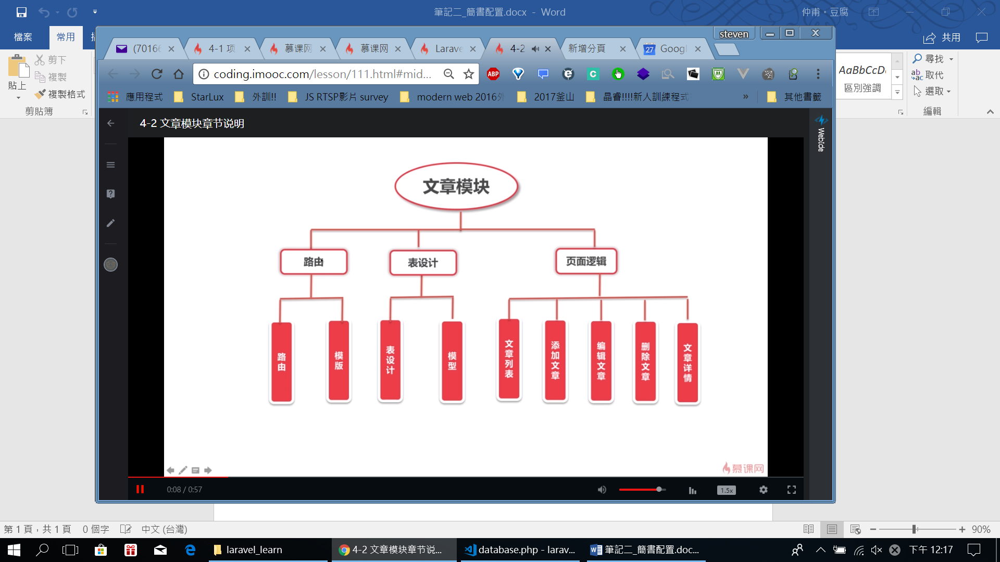 筆記二_簡書配置.docx - Word
仲甫。豆腐
檔案
常用
共用
貼上
剪下
複製
複製格式
剪貼簿
AaBbCcD
區別強調
尋找
取代
選取
編輯
steven
(7016
4-1 项
慕课网
慕课网
Larave
4-2
新增分頁
27
Googl
coding.imooc.com/lesson/111.html#mid...
ABP
應用程式
StarLux
外訓!!
JS RTSP影片 survey
modern web 2016外
2017釜山
晶睿!!!!新人訓練程式
»
其他書籤
4-2 文章模块章节说明
WebIde
文章模块
路由
表设计
页面逻辑
路由
模版
表设计
模型
文章列表
添加文章
编辑文章
删除文章
文章详情
慕课网
0:08 / 0:57
1.5x
第 1 頁,共 1 頁
0 個字
中文 (台灣)
90%
laravel_learn
4-2 文章模块章节说...
database.php - larav...
筆記二_簡書配置.doc...
下午 12:17